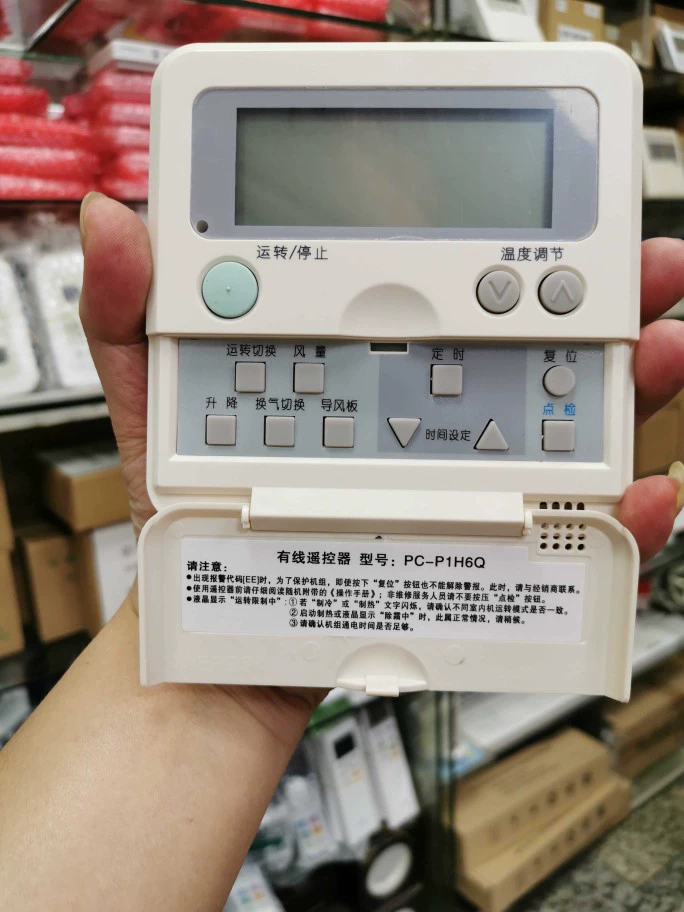 运转/停止
温度调节
运转切换 风量 定时 复位
升降 换气切换 导风板 时间设定 点检
有线遥控器 型号：PC-P1H6Q
请注意：
●出现报警代码[EE]时，为了保护机组，即使按下“复位”按钮也不能解除警报。此时，请与经销商联系。
●使用遥控器前请仔细阅读随机附带的《操作手册》；非维修服务人员请不要按压“点检”按钮。
●液晶显示“运转限制中”：①若“制冷”或“制热”文字闪烁，请确认不同室内机运转模式是否一致。
②启动制热或液晶显示“除霜中”时，此属正常情况，请稍候。
③请确认机组通电时间是否足够。